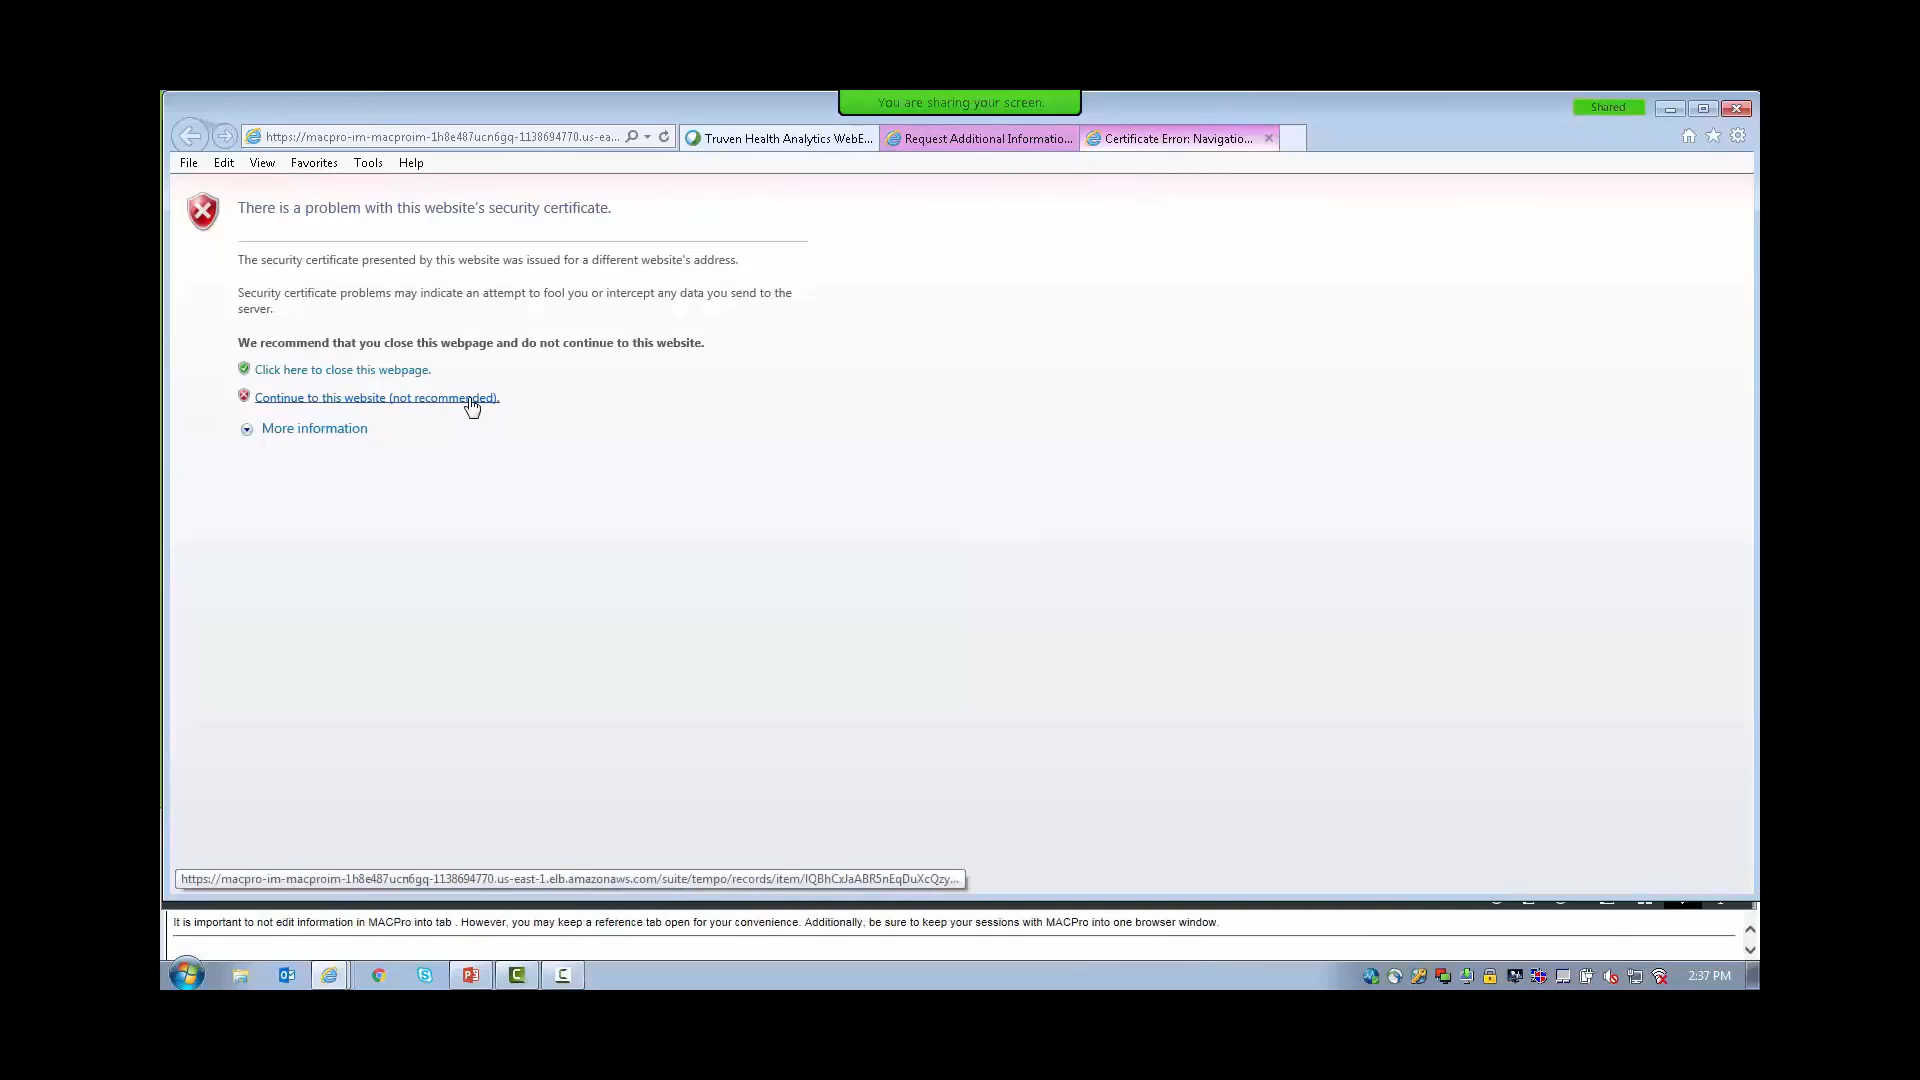 You are sharing your screen.
Shared
https://macpro-im-macproim-1h8e487ucn6gq-1138694770.us-ea...
Truven Health Analytics WebE...
Request Additional Informatio...
Certificate Error: Navigatio...
File Edit View Favorites Tools Help
There is a problem with this website's security certificate.
The security certificate presented by this website was issued for a different website's address.
Security certificate problems may indicate an attempt to fool you or intercept any data you send to the
server.
We recommend that you close this webpage and do not continue to this website.
Click here to close this webpage.
Continue to this website (not recommended).
More information
https://macpro-im-macproim-1h8e487ucn6gq-1138694770.us-east-1.elb.amazonaws.com/suite/tempo/records/item/lQBhCxJaABR5nEqDuXcQzy...
It is important to not edit information in MACPro into tab . However, you may keep a reference tab open for your convenience. Additionally, be sure to keep your sessions with MACPro into one browser window.
2:37 PM